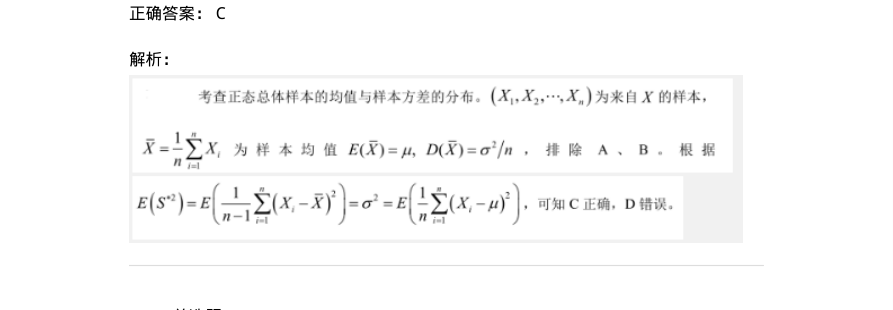 正确答案： C
解析：
考查正态总体样本的均值与样本方差的分布。(X₁,X₂,⋯,Xₙ)为来自 X 的样本，
X̄=1/n ∑ᵢ₌₁ⁿ Xᵢ 为样本均值 E(X̄)=μ, D(X̄)=σ²/n ，排除 A 、 B 。根据
E(S*²)=E(1/(n−1) ∑ᵢ₌₁ⁿ (Xᵢ−X̄)²)=σ²=E(1/n ∑ᵢ₌₁ⁿ (Xᵢ−μ)²)，可知 C 正确，D 错误。